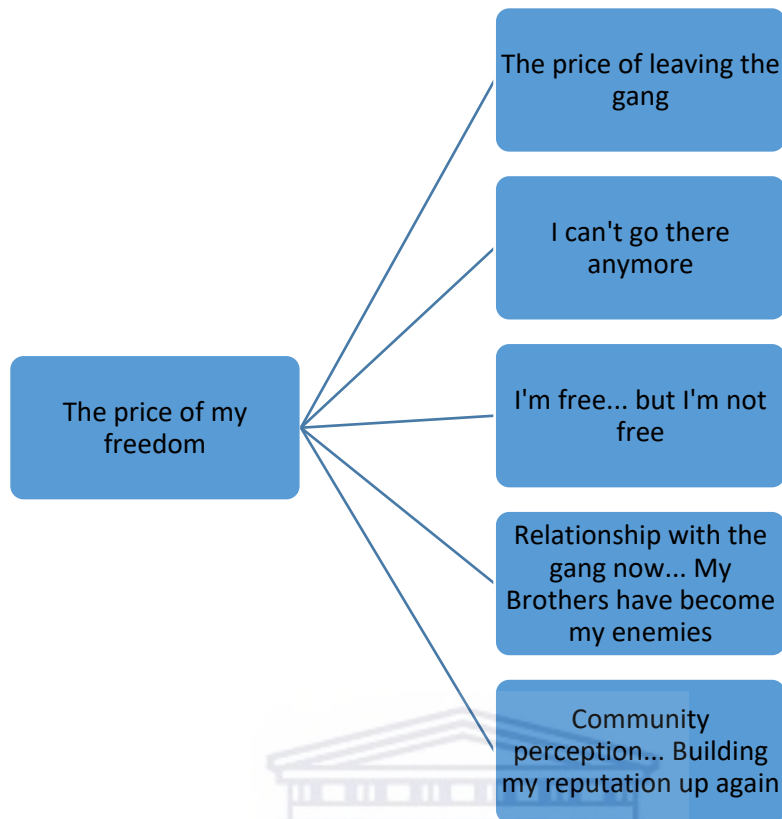 The price of leaving the
gang
I can't go there
anymore
The price of my
freedom
I'm free... but I'm not
free
Relationship with the
gang now... My
Brothers have become
my enemies
Community
perception... Building
my reputation up again